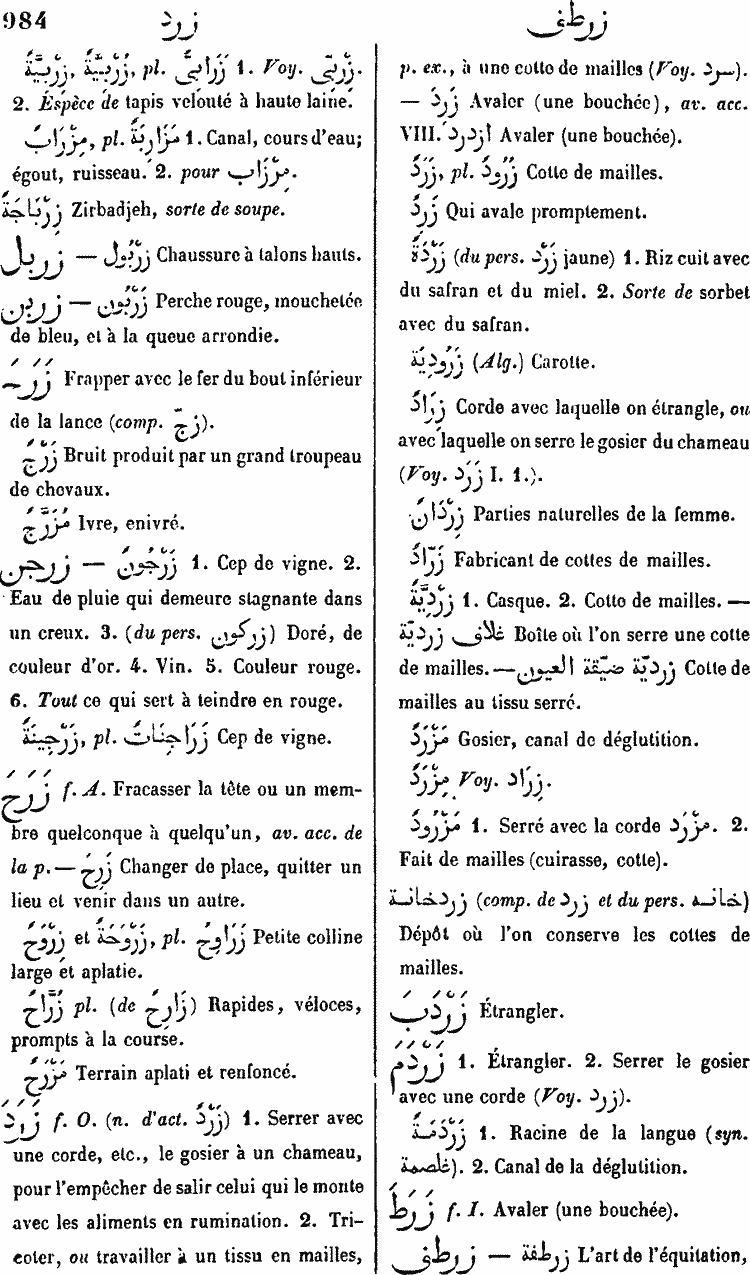 984 زرد زرطف
زَرْبِىٌّ, زَرْبِيَّةٌ, pl. زَرَابِىُّ 1. Voy. زِرْبِىّ.
2. Espèce de tapis velouté à haute laine.
مِزْرَابٌ, pl. مَزَارِبَةٌ 1. Canal, cours d'eau;
égout, ruisseau. 2. pour مِزْاب.
زِرْبَاجَةٌ Zirbadjeh, sorte de soupe.
زربل — زَرْبُول Chaussure à talons hauts.
زربن — زَرْبُون Perche rouge, mouchetée
de bleu, et à la queue arrondie.
زَرَجَ Frapper avec le fer du bout inférieur
de la lance (comp. زجّ).
زَرْجٌ Bruit produit par un grand troupeau
de chevaux.
مُزَرَّجٌ Ivre, enivré.
زرجن — زَرْجُونٌ 1. Cep de vigne. 2.
Eau de pluie qui demeure stagnante dans
un creux. 3. (du pers. زركون) Doré, de
couleur d'or. 4. Vin. 5. Couleur rouge.
6. Tout ce qui sert à teindre en rouge.
زَرْجِينَةٌ, pl. زَرَاجِنَاتٌ Cep de vigne.
زَرَحَ f. A. Fracasser la tête ou un mem-
bre quelconque à quelqu'un, av. acc. de
la p. — زَرِحَ Changer de place, quitter un
lieu et venir dans un autre.
زَرْوَحٌ et زَرْوَحَةٌ, pl. زَرَاوِحُ Petite colline
large et aplatie.
زُرَّاحٌ pl. (de زَارِحٌ) Rapides, véloces,
prompts à la course.
مَزْرَحٌ Terrain aplati et renfoncé.
زَرَدَ f. O. (n. d'act. زَرْدٌ) 1. Serrer avec
une corde, etc., le gosier à un chameau,
pour l'empêcher de salir celui qui le monte
avec les aliments en rumination. 2. Tri-
coter, ou travailler à un tissu en mailles,
p. ex., à une cotte de mailles (Voy. سرد).
— زَرِدَ Avaler (une bouchée), av. acc.
VIII. ازدرد Avaler (une bouchée).
زَرَدٌ, pl. زُرُودٌ Cotte de mailles.
زَرِدٌ Qui avale promptement.
زَرْدَةٌ (du pers. زَرْد jaune) 1. Riz cuit avec
du safran et du miel. 2. Sorte de sorbet
avec du safran.
زَرُودِيَّة (Alg.) Carotte.
زِرَادٌ Corde avec laquelle on étrangle, ou
avec laquelle on serre le gosier du chameau
(Voy. زَرَد I. 1.).
زِرْدَانٌ Parties naturelles de la femme.
زَرَّادٌ Fabricant de cottes de mailles.
زَرْدِيَّةٌ 1. Casque. 2. Cotte de mailles. —
غلاف زرديّة Boîte où l'on serre une cotte
de mailles. — زرديّة ضيّقة العيون Cotte de
mailles au tissu serré.
مَزْرَدٌ Gosier, canal de déglutition.
مِزْرَدٌ Voy. زِرَاد.
مَزْرُودٌ 1. Serré avec la corde مِزْرَد. 2.
Fait de mailles (cuirasse, cotte).
زردخانة (comp. de زرد et du pers. خانه)
Dépôt où l'on conserve les cottes de
mailles.
زَرْدَبَ Étrangler.
زَرْدَمَ 1. Étrangler. 2. Serrer le gosier
avec une corde (Voy. زرد).
زَرْدَمَةٌ 1. Racine de la langue (syn.
غلصمة). 2. Canal de la déglutition.
زَرَطَ f. I. Avaler (une bouchée).
زرطف — زرطفة L'art de l'équitation,